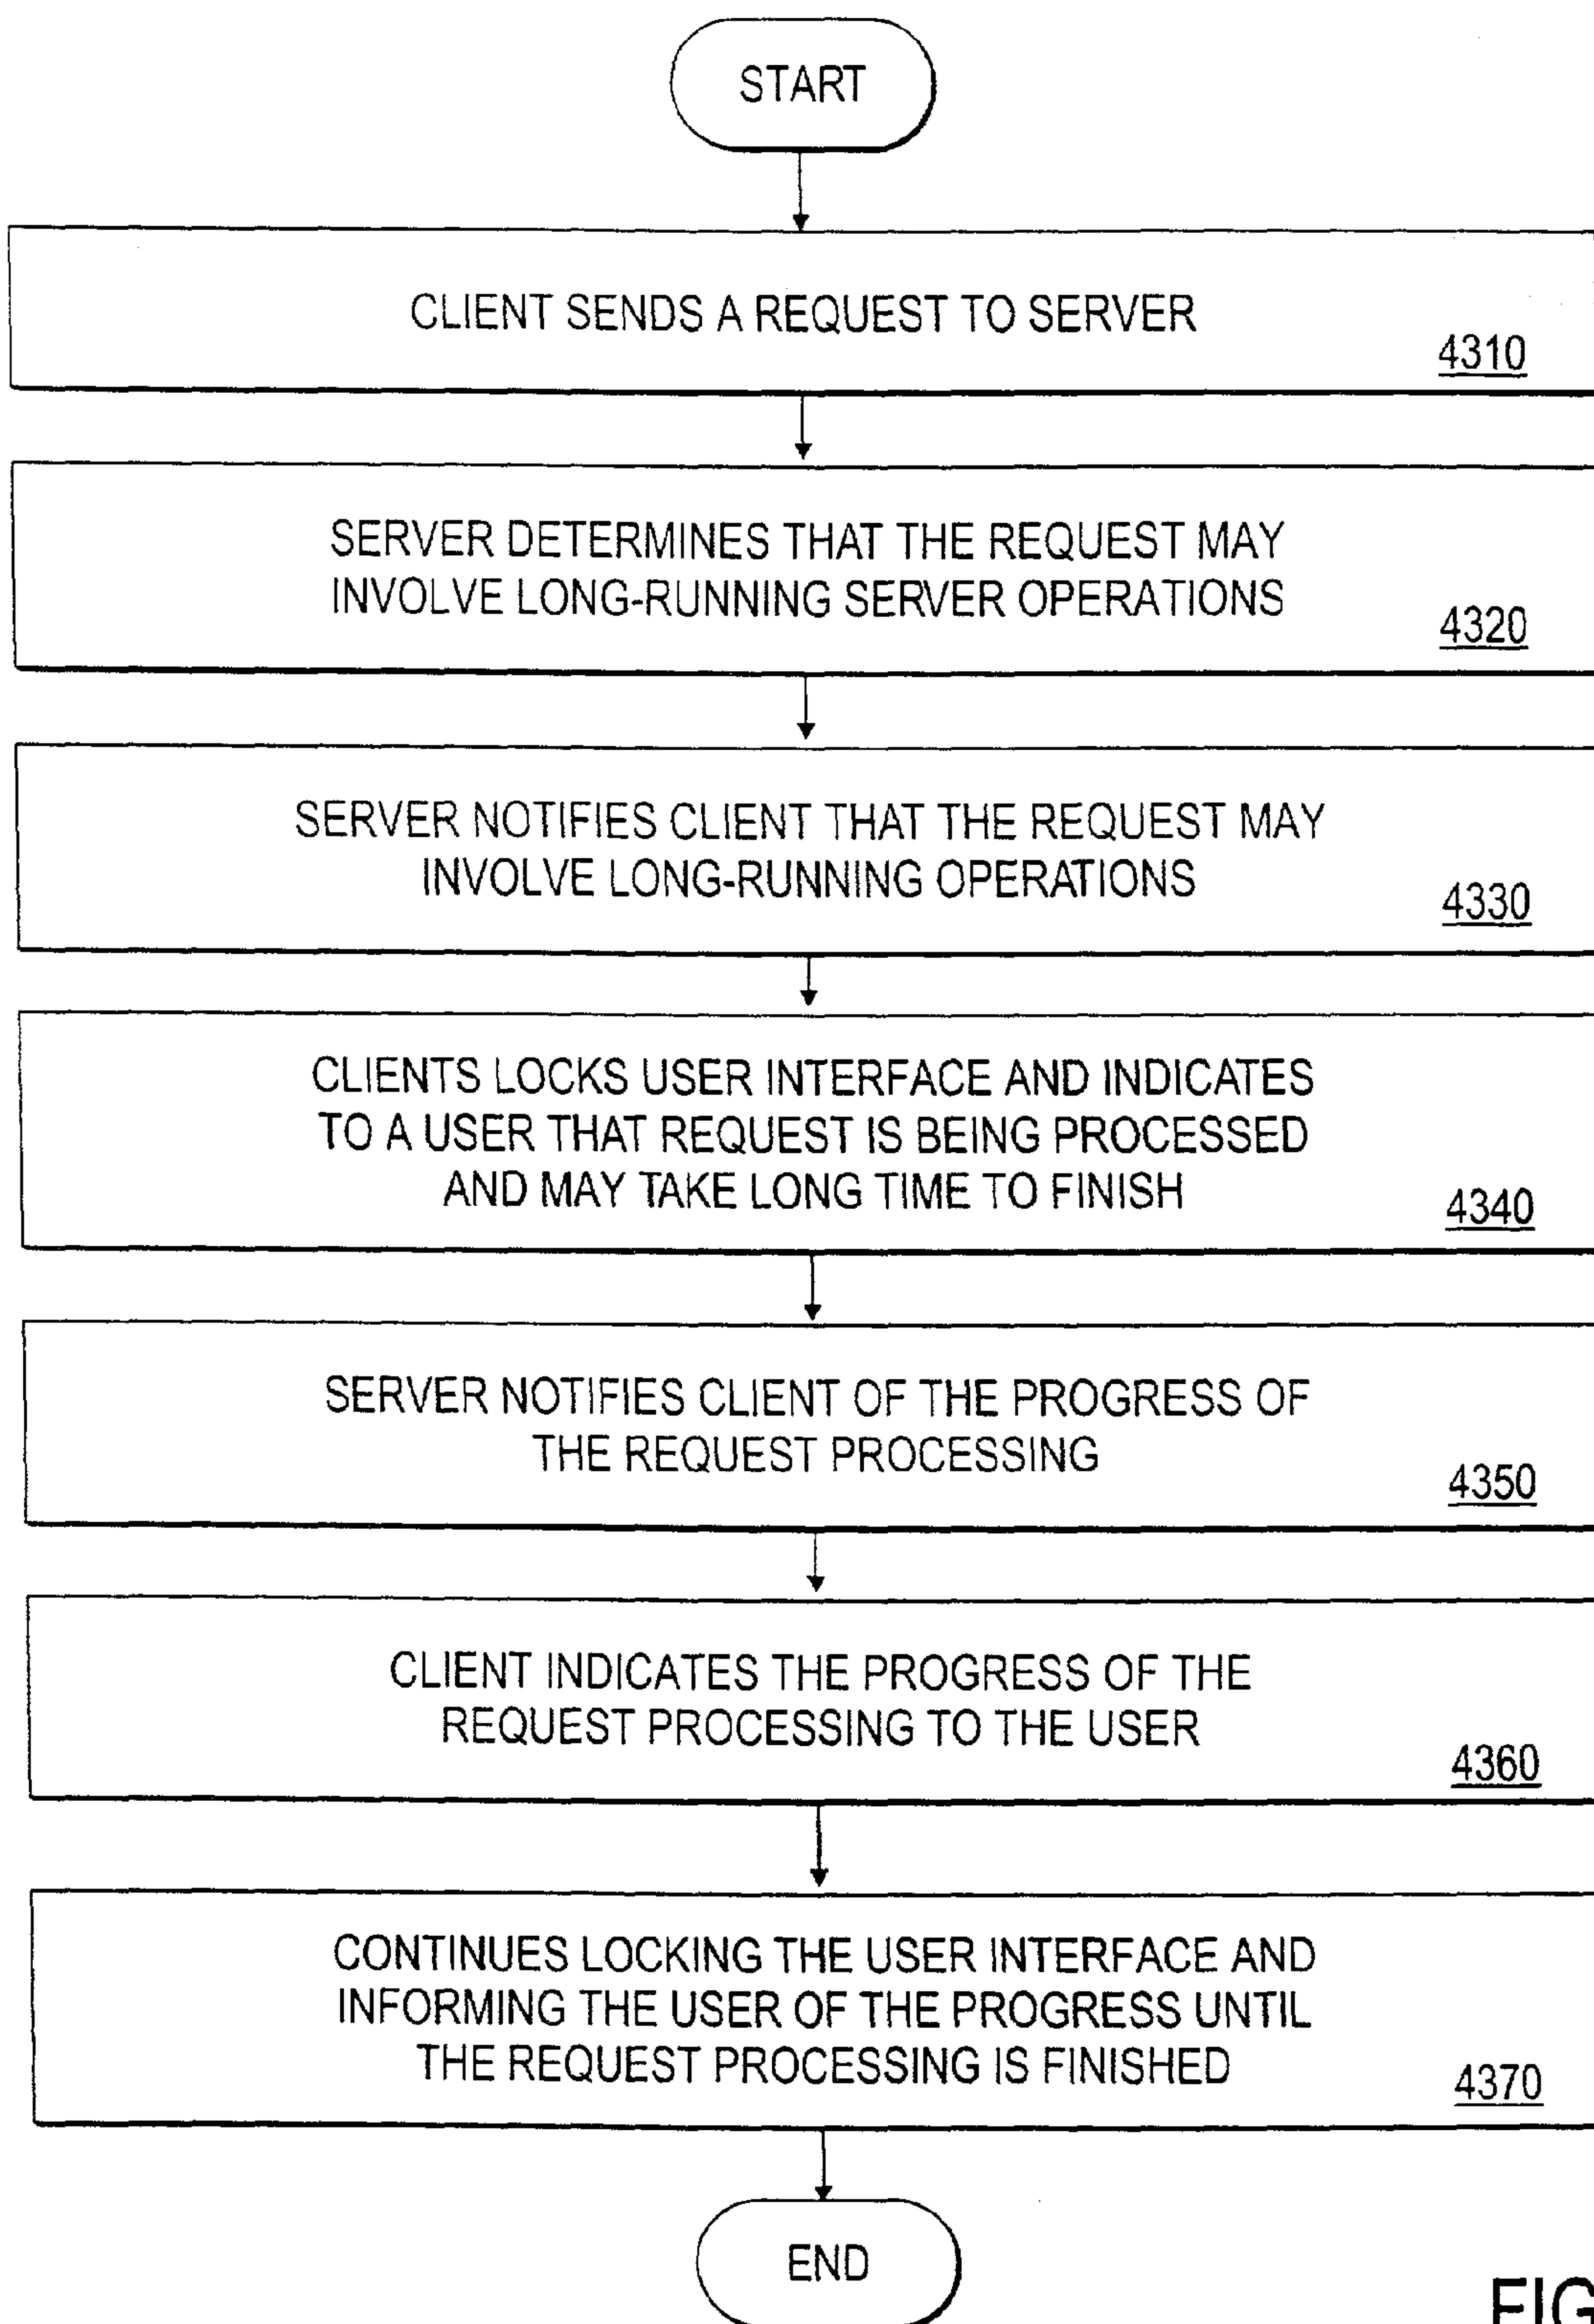 START
CLIENT SENDS A REQUEST TO SERVER
4310
SERVER DETERMINES THAT THE REQUEST MAY
INVOLVE LONG-RUNNING SERVER OPERATIONS
4320
SERVER NOTIFIES CLIENT THAT THE REQUEST MAY
INVOLVE LONG-RUNNING OPERATIONS
4330
CLIENTS LOCKS USER INTERFACE AND INDICATES
TO A USER THAT REQUEST IS BEING PROCESSED
AND MAY TAKE LONG TIME TO FINISH
4340
SERVER NOTIFIES CLIENT OF THE PROGRESS OF
THE REQUEST PROCESSING
4350
CLIENT INDICATES THE PROGRESS OF THE
REQUEST PROCESSING TO THE USER
4360
CONTINUES LOCKING THE USER INTERFACE AND
INFORMING THE USER OF THE PROGRESS UNTIL
THE REQUEST PROCESSING IS FINISHED
4370
END
FIG